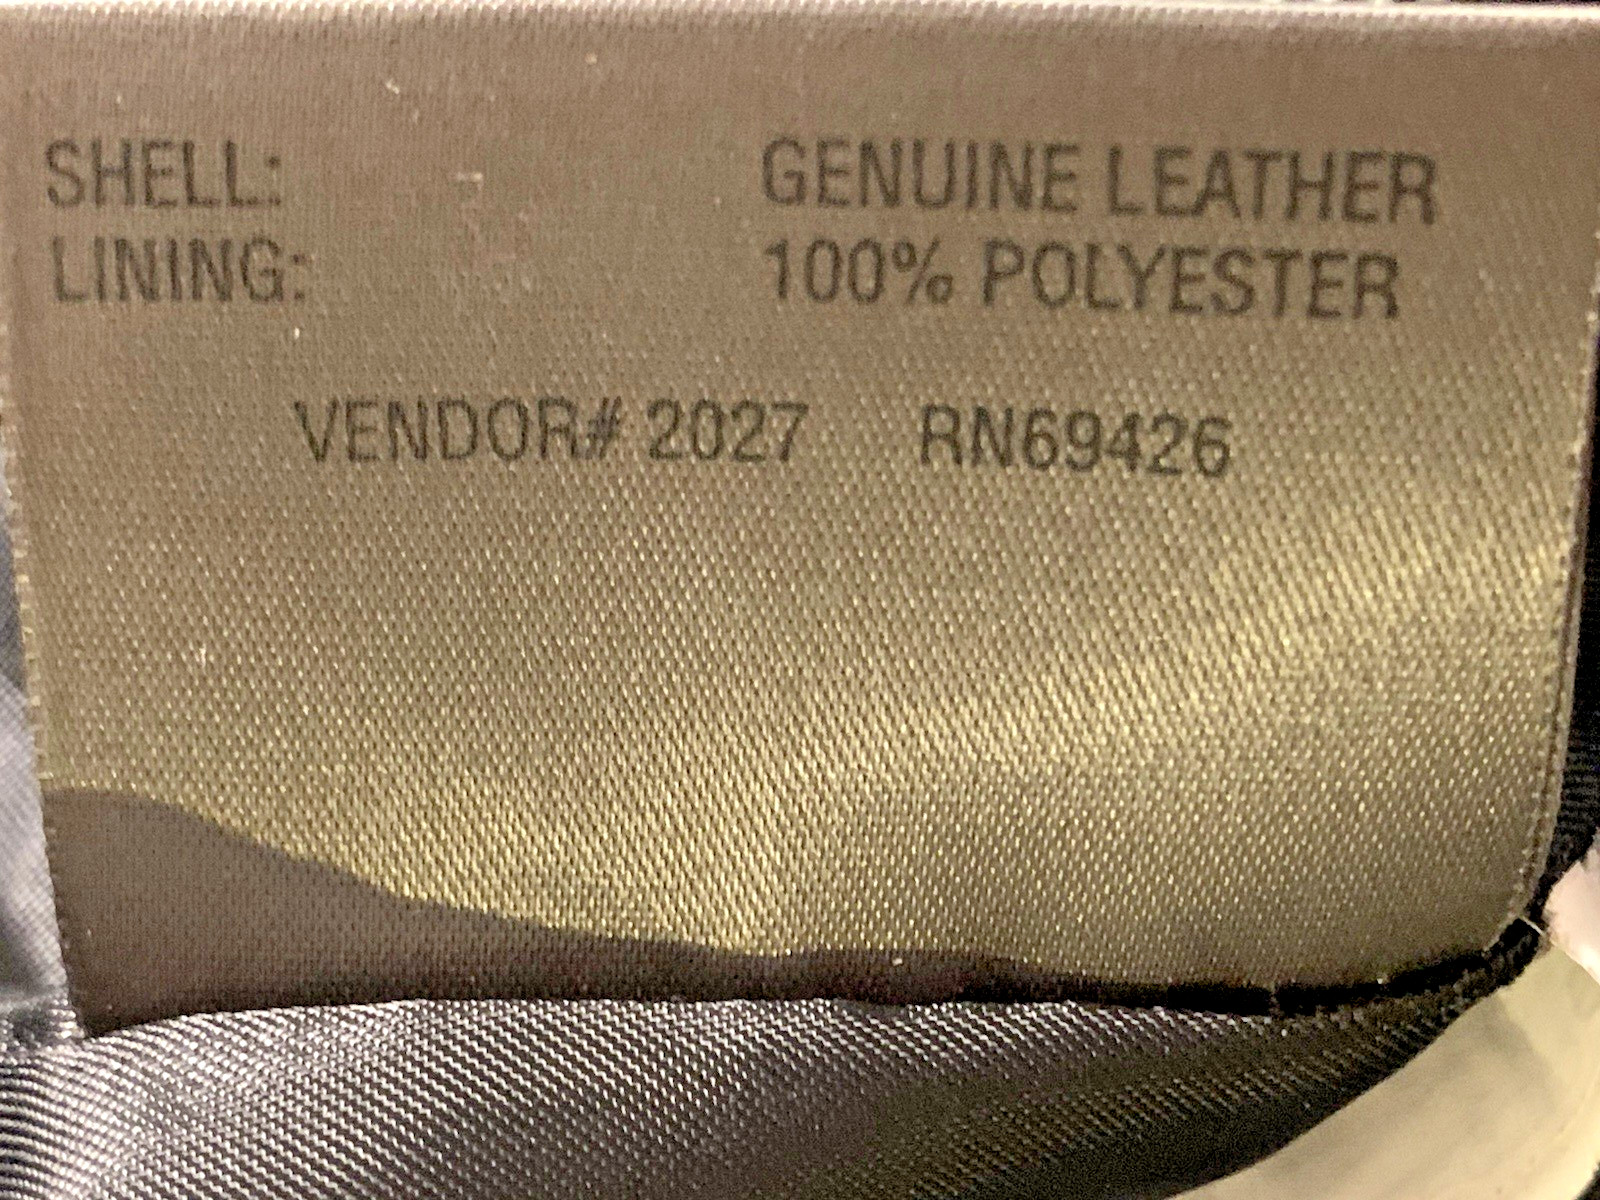 SHELL: GENUINE LEATHER
LINING: 100% POLYESTER
VENDOR# 2027 RN69426